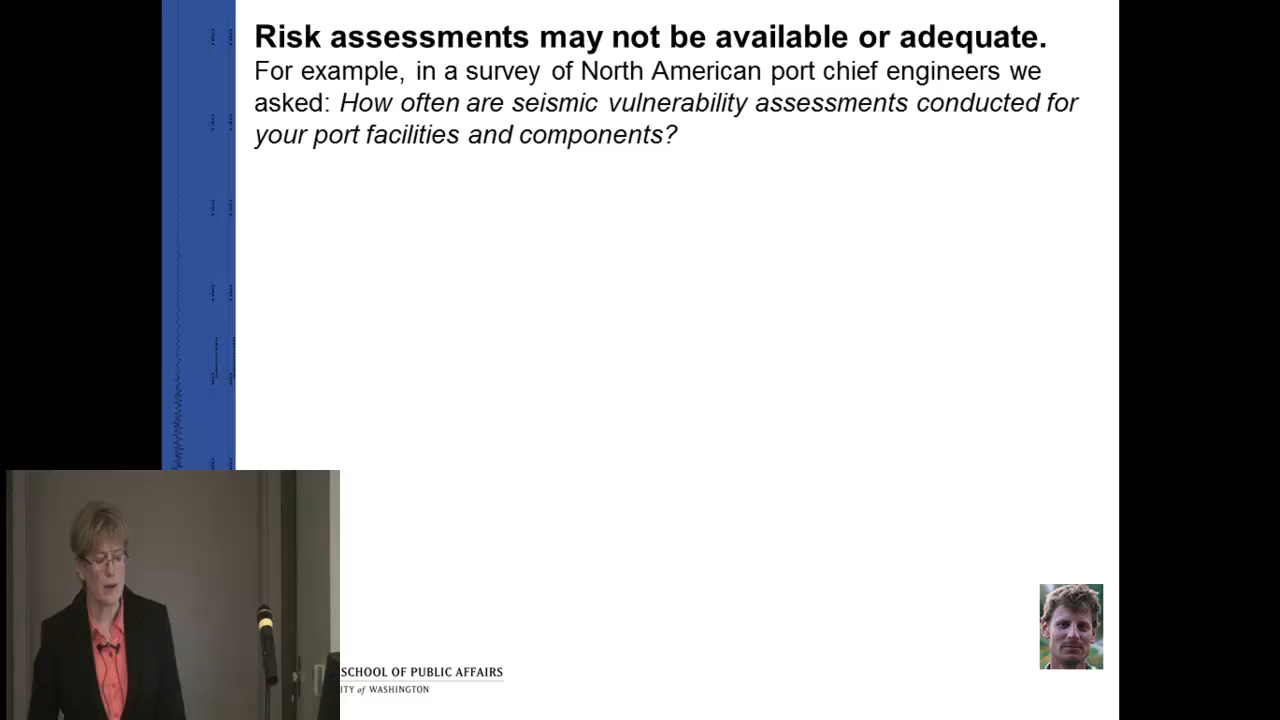 Risk assessments may not be available or adequate.
For example, in a survey of North American port chief engineers we
asked: How often are seismic vulnerability assessments conducted for
your port facilities and components?
SCHOOL OF PUBLIC AFFAIRS
ITY of WASHINGTON